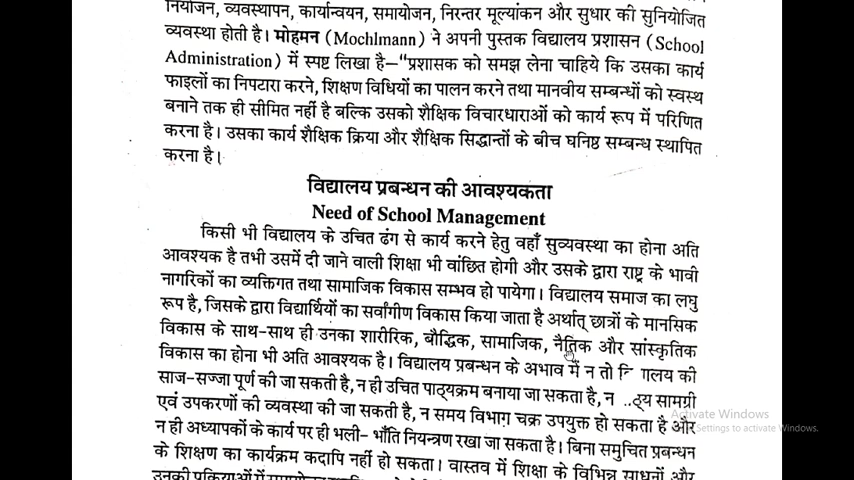 नियोजन, व्यवस्थापन, कार्यान्वयन, समायोजन, निरन्तर मूल्यांकन और सुधार की सुनियोजित
व्यवस्था होती है। मोहमन (Mochlmann) ने अपनी पुस्तक विद्यालय प्रशासन (School
Administration) में स्पष्ट लिखा है–“प्रशासक को समझ लेना चाहिये कि उसका कार्य
फाइलों का निपटारा करने, शिक्षण विधियों का पालन करने तथा मानवीय सम्बन्धों को स्वस्थ
बनाने तक ही सीमित नहीं है बल्कि उसको शैक्षिक विचारधाराओं को कार्य रूप में परिणित
करना है। उसका कार्य शैक्षिक क्रिया और शैक्षिक सिद्धान्तों के बीच घनिष्ठ सम्बन्ध स्थापित
करना है।
विद्यालय प्रबन्धन की आवश्यकता
Need of School Management
किसी भी विद्यालय के उचित ढंग से कार्य करने हेतु वहाँ सुव्यवस्था का होना अति
आवश्यक है तभी उसमें दी जाने वाली शिक्षा भी वांछित होगी और उसके द्वारा राष्ट्र के भावी
नागरिकों का व्यक्तिगत तथा सामाजिक विकास सम्भव हो पायेगा। विद्यालय समाज का लघु
रूप है, जिसके द्वारा विद्यार्थियों का सर्वांगीण विकास किया जाता है अर्थात् छात्रों के मानसिक
विकास के साथ-साथ ही उनका शारीरिक, बौद्धिक, सामाजिक, नैतिक और सांस्कृतिक
विकास का होना भी अति आवश्यक है। विद्यालय प्रबन्धन के अभाव में न तो की
साज-सज्जा पूर्ण की जा सकती है, न ही उचित पाठ्यक्रम बनाया जा सकता है, न सामग्री
एवं उपकरणों की व्यवस्था की जा सकती है, न समय विभाग चक्र उपयुक्त हो सकता है और
न ही अध्यापकों के कार्य पर ही भली-भाँति नियन्त्रण रखा जा सकता है। बिना समुचित प्रबन्धन
के शिक्षण का कार्यक्रम कदापि नहीं हो सकता। वास्तव में शिक्षा के विभिन्न साधनों और
उनकी प्रक्रियाओं में
Activate Windows
Settings to activate Windows.